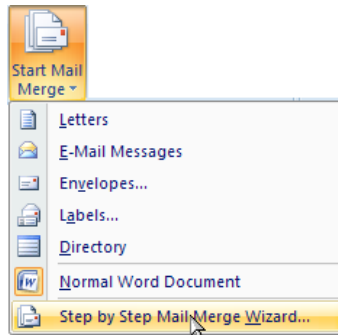 Start Mail
Merge
Letters
E-Mail Messages
Envelopes...
Labels...
Directory
Normal Word Document
Step by Step Mail Merge Wizard...